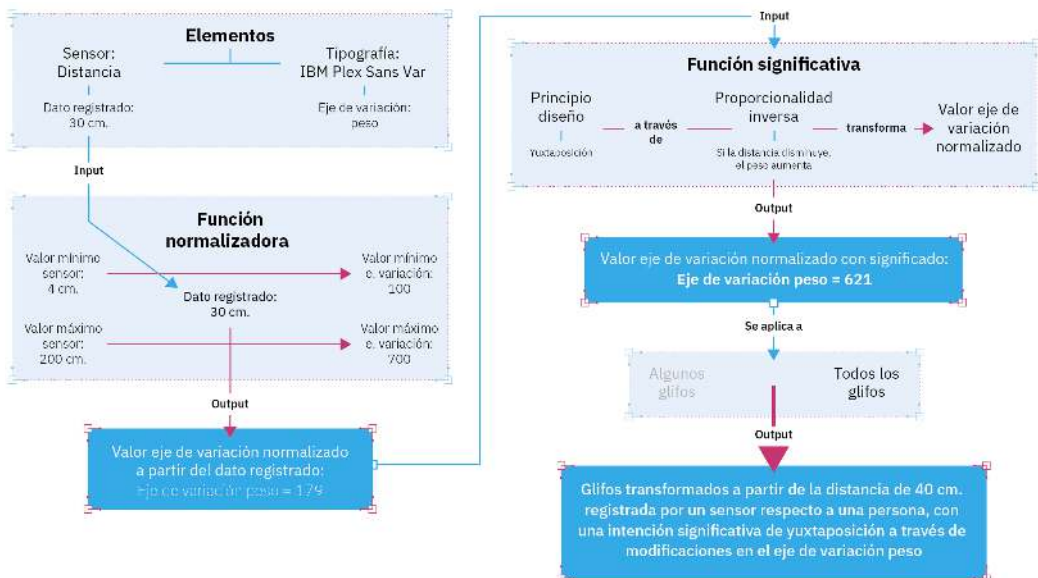 Elementos
Sensor:
Distancia
Dato registrado:
30 cm.
Tipografía:
IBM Plex Sans Var
Eje de variación:
peso
Input
Función
normalizadora
Valor mínimo
sensor:
4 cm.
Valor mínimo
e. variación:
100
Dato registrado:
30 cm.
Valor máximo
sensor:
200 cm.
Valor máximo
e. variación:
700
Output
Valor eje de variación normalizado
a partir del dato registrado:
Eje de variación peso = 179
Input
Función significativa
Principio
diseño
Yuxtaposición
a través
de
Proporcionalidad
inversa
Si la distancia disminuye,
el peso aumenta
transforma
Valor eje de
variación
normalizado
Output
Valor eje de variación normalizado con significado:
Eje de variación peso = 621
Se aplica a
Algunos
glifos
Todos los
glifos
Output
Glifos transformados a partir de la distancia de 40 cm.
registrada por un sensor respecto a una persona, con
una intención significativa de yuxtaposición a través de
modificaciones en el eje de variación peso